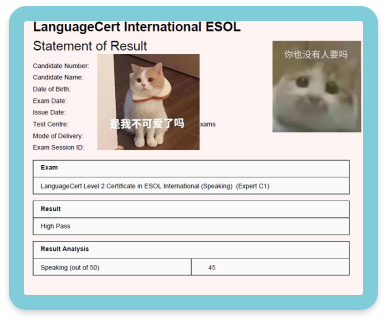 LanguageCert International ESOL
Statement of Result
你也没有人要吗
Candidate Number:
Candidate Name:
Date of Birth:
Exam Date:
Issue Date:
Test Centre:
是我不可爱了吗
xams
Mode of Delivery:
Exam Session ID:
Exam
LanguageCert Level 2 Certificate in ESOL International (Speaking) (Expert C1)
Result
High Pass
Result Analysis
Speaking (out of 50) 45